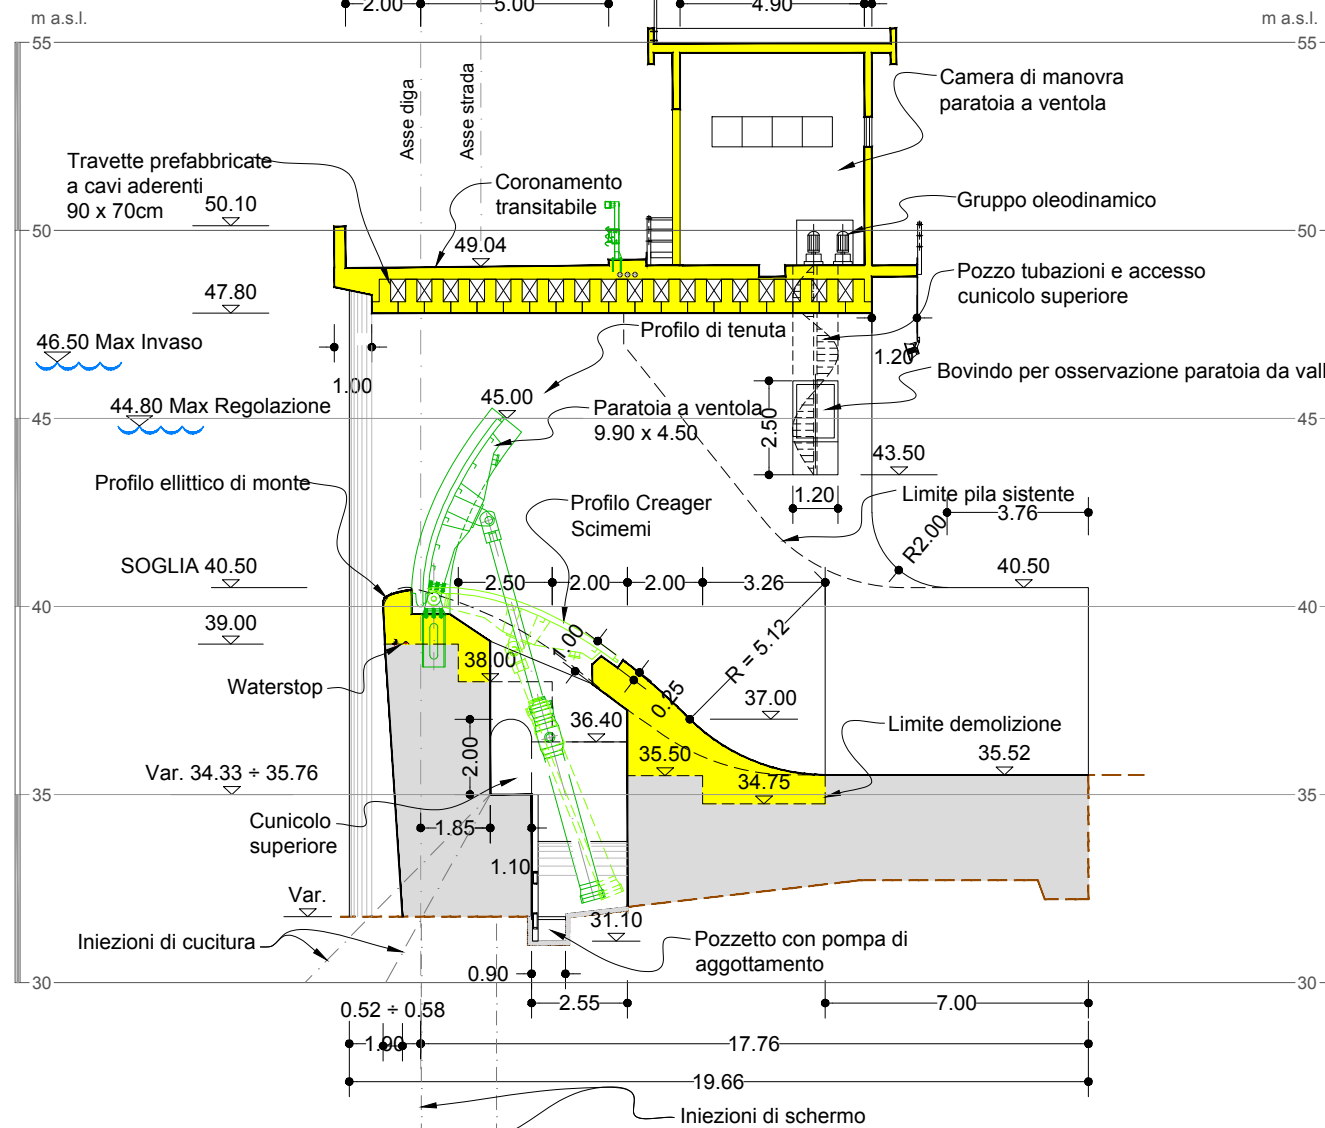 2.00
5.00
4.90
m a.s.l.
m a.s.l.
55
55
Asse diga
Asse strada
Camera di manovra
paratoia a ventola
Travette prefabbricate
a cavi aderenti
90 x 70cm
Coronamento
transitabile
Gruppo oleodinamico
50.10
50
50
49.04
Pozzo tubazioni e accesso
cunicolo superiore
47.80
Profilo di tenuta
46.50 Max Invaso
1.20
1.00
Bovindo per osservazione paratoia da vall
44.80 Max Regolazione
45.00
Paratoia a ventola
9.90 x 4.50
2.50
45
45
43.50
Profilo ellittico di monte
Profilo Creager
Scimemi
1.20
Limite pila sistente
3.76
R2.00
SOGLIA 40.50
40.50
2.50
2.00
2.00
3.26
40
40
39.00
1.00
R = 5.12
38.00
Waterstop
0.25
37.00
36.40
Limite demolizione
2.00
35.50
35.52
Var. 34.33 ÷ 35.76
34.75
35
35
Cunicolo
superiore
1.85
1.10
Var.
31.10
Iniezioni di cucitura
Pozzetto con pompa di
aggottamento
0.90
30
30
0.52 ÷ 0.58
2.55
7.00
1.90
17.76
19.66
Iniezioni di schermo